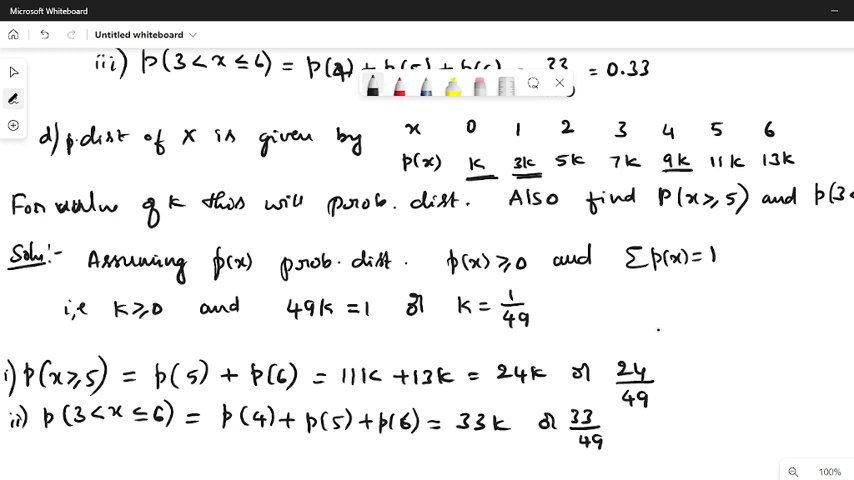 Microsoft Whiteboard
Untitled whiteboard
iii) p(3 < x ≤ 6) = p(4) + p(5) + = 33 = 0.33
d) p.dist of X is given by x 0 1 2 3 4 5 6
p(x) k 3k 5k 7k 9k 11k 13k
For value of k this will prob. dist. Also find P(x ≥ 5) and p(3<
Soln:- Assuming p(x) prob. dist. p(x) ≥ 0 and Σp(x) = 1
i,e k ≥ 0 and 49k = 1 or k = 1/49
i) p(x ≥ 5) = p(5) + p(6) = 11k + 13k = 24k or 24/49
ii) p(3 < x ≤ 6) = p(4) + p(5) + p(6) = 33k or 33/49
100%